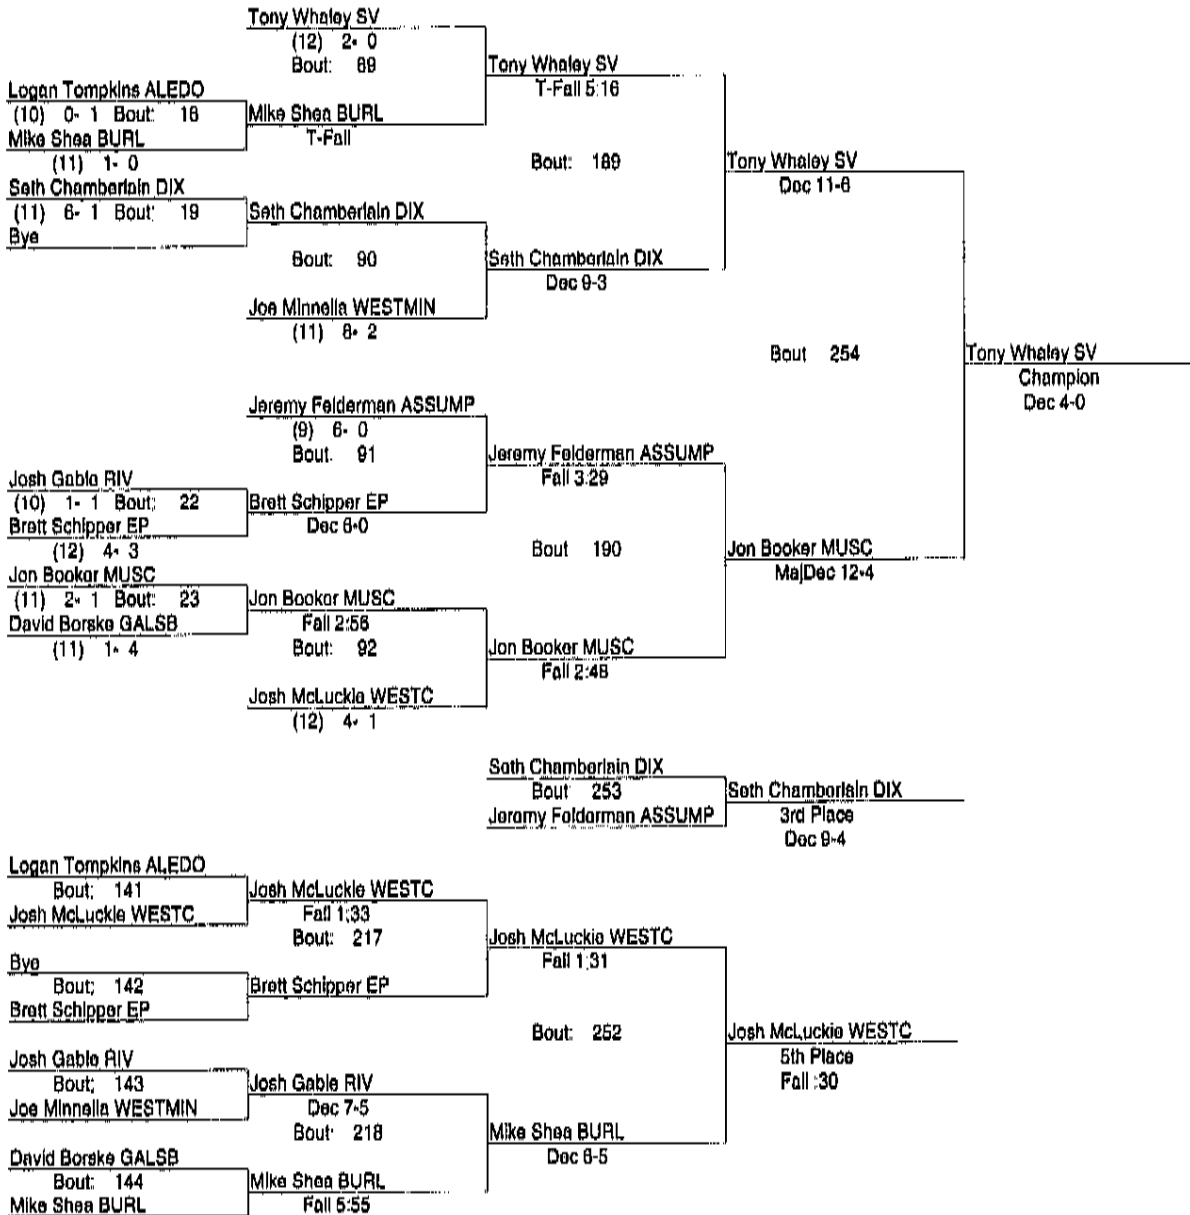 Tony Whaley SV
(12) 2- 0
Bout: 89
Tony Whaley SV
T-Fall 5:16
Logan Tompkins ALEDO
(10) 0- 1 Bout: 18
Mike Shea BURL
T-Fall
Mike Shea BURL
(11) 1- 0
Bout: 189
Tony Whaley SV
Dec 11-6
Seth Chamberlain DIX
(11) 6- 1 Bout: 19
Bye
Seth Chamberlain DIX
Bout: 90
Seth Chamberlain DIX
Dec 9-3
Joe Minnella WESTMIN
(11) 8- 2
Bout 254
Tony Whaley SV
Champion
Dec 4-0
Jeremy Felderman ASSUMP
(9) 6- 0
Bout. 91
Jeremy Felderman ASSUMP
Fall 3:29
Josh Gable RIV
(10) 1- 1 Bout: 22
Brett Schipper EP
Dec 6-0
Brett Schipper EP
(12) 4- 3
Bout 190
Jon Booker MUSC
MajDec 12-4
Jon Booker MUSC
(11) 2- 1 Bout: 23
David Borske GALSB
(11) 1- 4
Jon Booker MUSC
Fall 2:56
Bout: 92
Jon Booker MUSC
Fall 2:48
Josh McLuckie WESTC
(12) 4- 1
Seth Chamberlain DIX
Bout 253
Jeremy Felderman ASSUMP
Seth Chamberlain DIX
3rd Place
Dec 9-4
Logan Tompkins ALEDO
Bout: 141
Josh McLuckie WESTC
Josh McLuckie WESTC
Fall 1:33
Bout: 217
Josh McLuckie WESTC
Fall 1:31
Bye
Bout: 142
Brett Schipper EP
Brett Schipper EP
Bout: 252
Josh McLuckie WESTC
5th Place
Fall :30
Josh Gable RIV
Bout: 143
Joe Minnella WESTMIN
Josh Gable RIV
Dec 7-5
Bout: 218
Mike Shea BURL
Dec 6-5
David Borske GALSB
Bout: 144
Mike Shea BURL
Mike Shea BURL
Fall 5:55